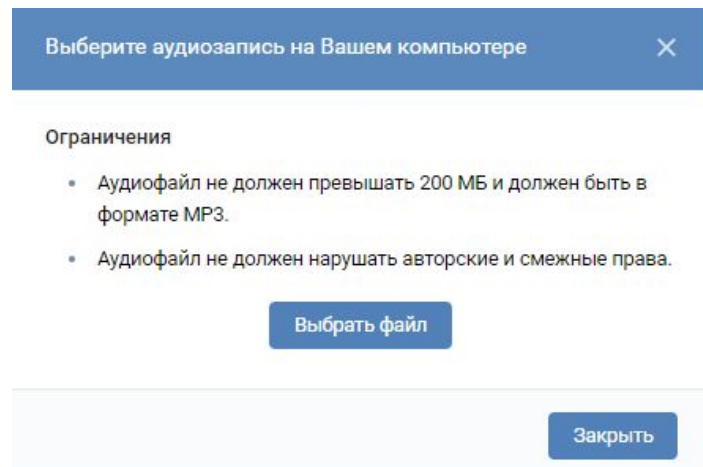 Выберите аудиозапись на Вашем компьютере
Ограничения
Аудиофайл не должен превышать 200 МБ и должен быть в
формате MP3.
Аудиофайл не должен нарушать авторские и смежные права.
Выбрать файл
Закрыть